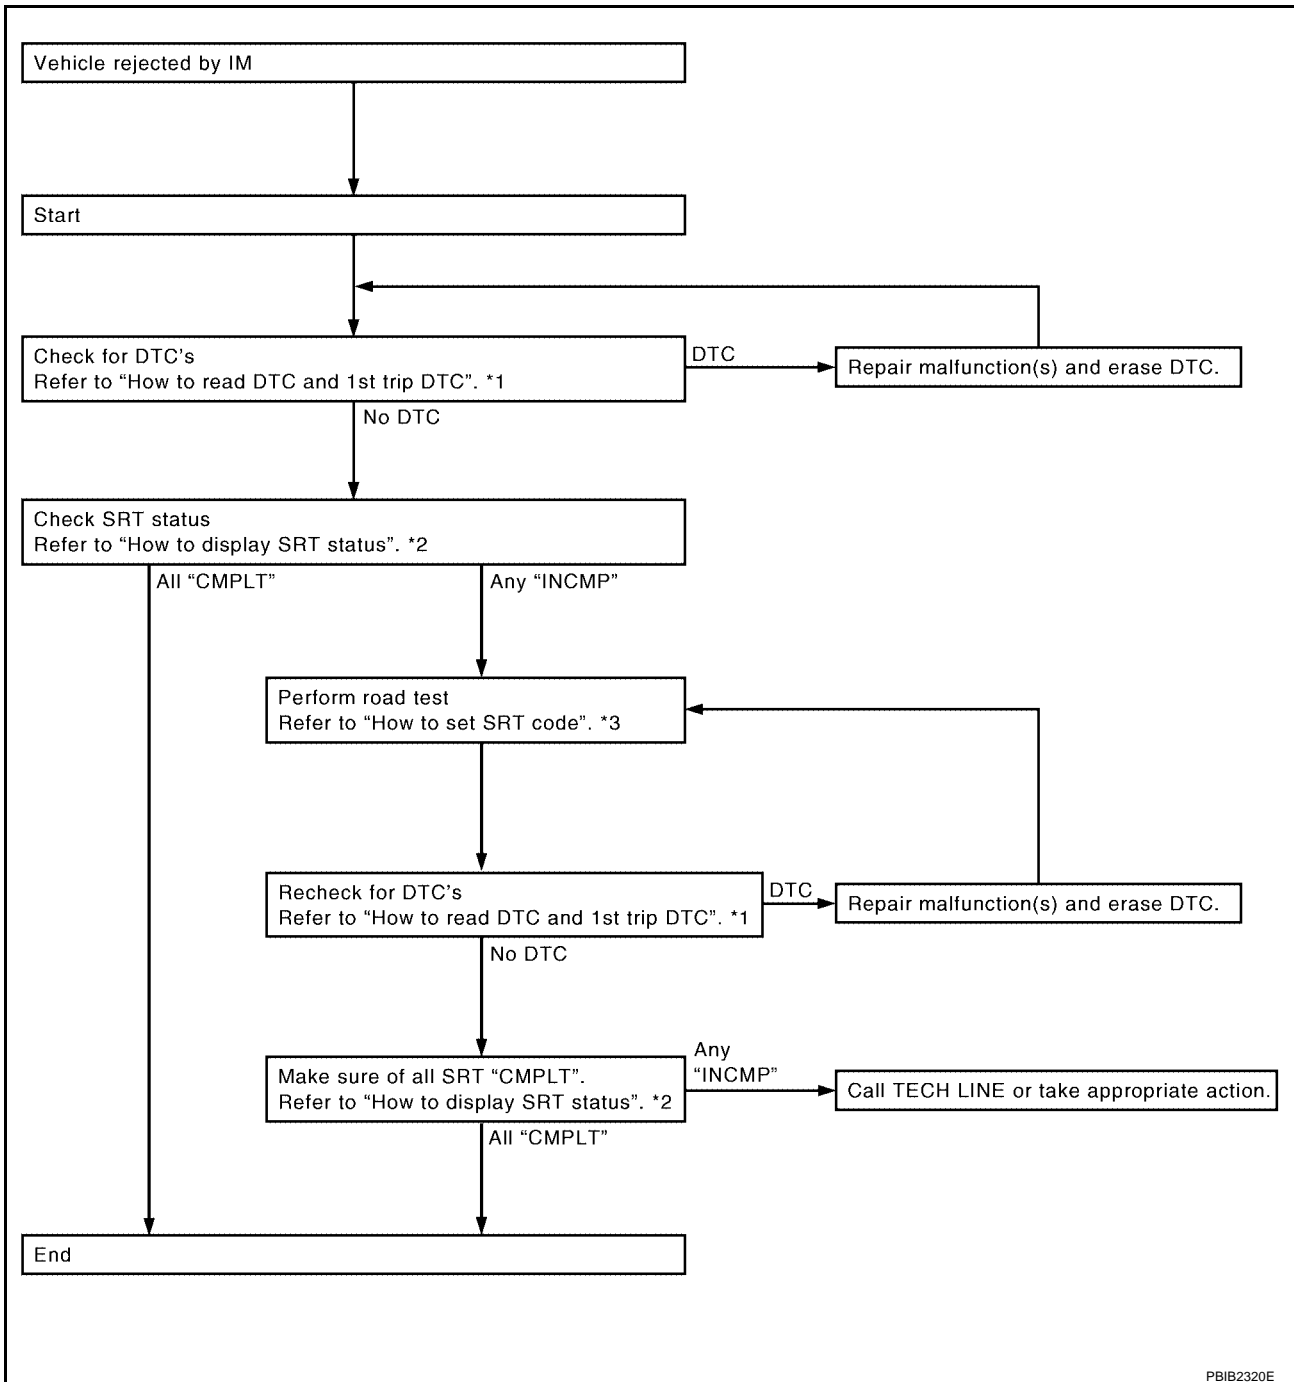 Vehicle rejected by IM
Start
Check for DTC's
Refer to “How to read DTC and 1st trip DTC”. *1
DTC
Repair malfunction(s) and erase DTC.
No DTC
Check SRT status
Refer to “How to display SRT status”. *2
All “CMPLT”
Any “INCMP”
Perform road test
Refer to “How to set SRT code”. *3
Recheck for DTC's
Refer to “How to read DTC and 1st trip DTC”. *1
DTC
Repair malfunction(s) and erase DTC.
No DTC
Make sure of all SRT “CMPLT”.
Refer to “How to display SRT status”. *2
Any
“INCMP”
Call TECH LINE or take appropriate action.
All “CMPLT”
End
PBIB2320E